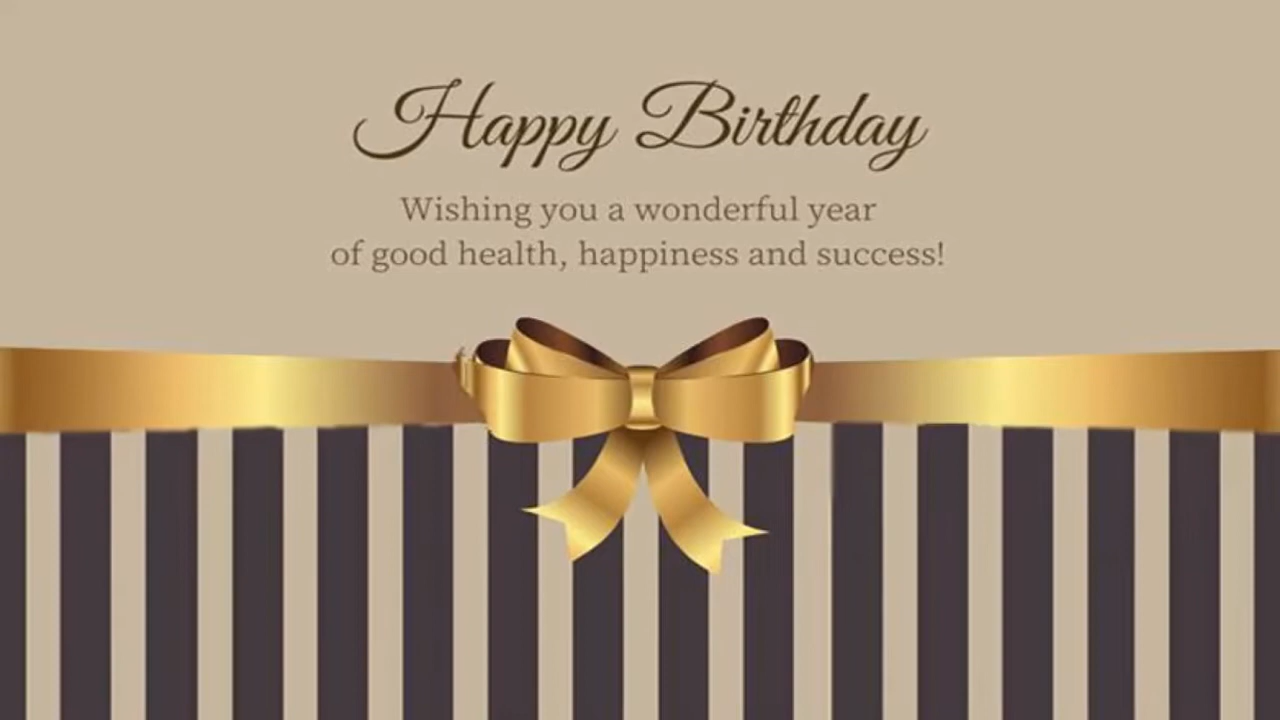 Happy Birthday
Wishing you a wonderful year
of good health, happiness and success!